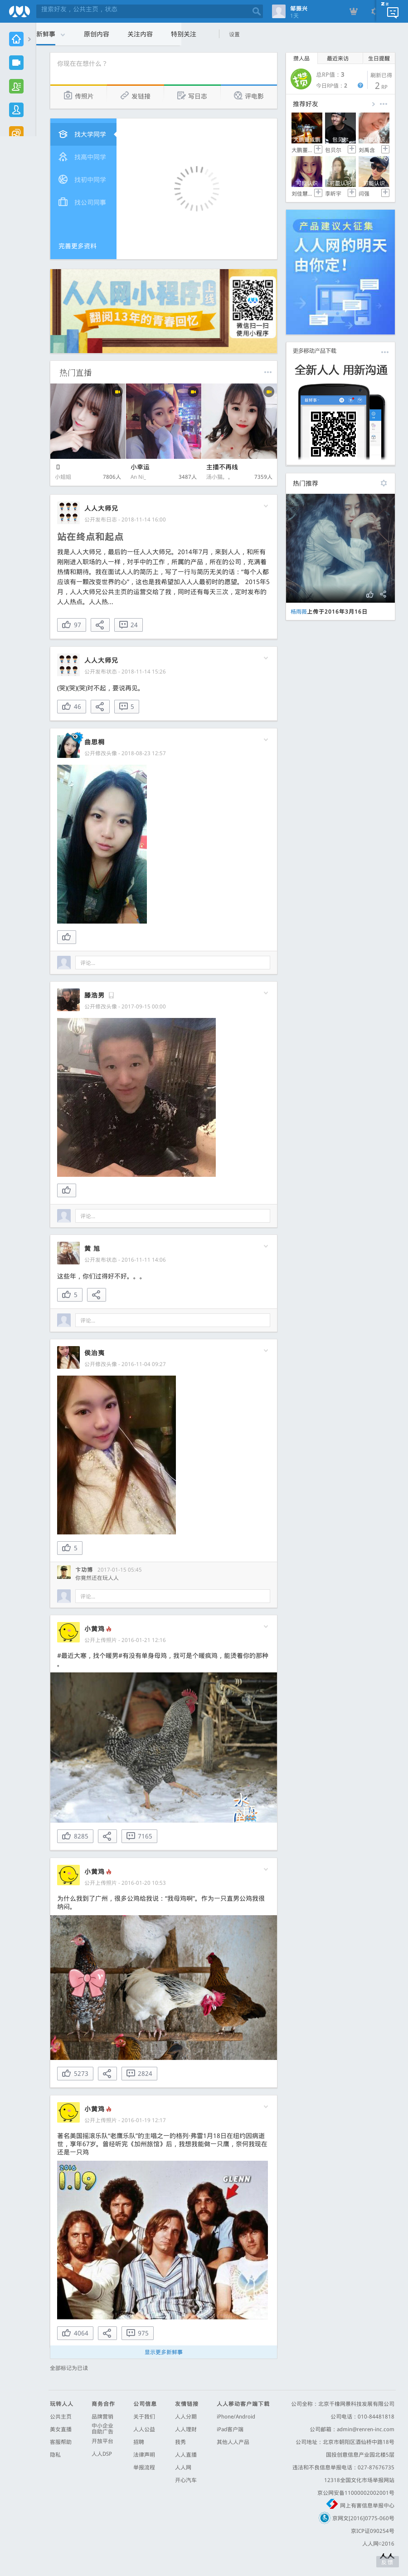 搜索好友，公共主页，状态
邹振兴
1天
新鲜事
原创内容
关注内容
特别关注
设置
你现在在想什么？
传照片
发链接
写日志
评电影
找大学同学
找高中同学
找初中同学
找公司同事
完善更多资料
人人网小程序
翻阅13年的青春回忆
微信扫一扫
使用小程序
热门直播
小糊糊
7806人
小幸运
An·Ni_
3487人
主播不再线
汤小猫。。
7359人
人人大师兄
公开发布日志 - 2018-11-14 16:00
站在终点和起点
我是人人大师兄，最后的一任人人大师兄。2014年7月，来到人人，和所有刚刚进入职场的人一样，对手中的工作，所属的产品，所在的公司，充满着热情和期待。我在面试人人的简历上，写了一行与简历无关的话：“每个人都应该有一颗改变世界的心”，这也是我希望加入人人最初时的愿望。2015年5月，人人大师兄公共主页的运营交给了我，同时还有每天三次，定时发布的人人热点。人人热...
97
24
人人大师兄
公开发布状态 - 2018-11-14 15:26
(哭)(哭)(哭)对不起，要说再见。
46
5
曲思桐
公开修改头像 - 2018-08-23 12:57
评论...
滕浩男
公开修改头像 - 2017-09-15 00:00
评论...
黄 旭
公开发布状态 - 2016-11-11 14:06
这些年，你们过得好不好。。。
5
评论...
侯冶夷
公开修改头像 - 2016-11-04 09:27
5
卞功博 2017-01-15 05:45
你竟然还在玩人人
评论...
小黄鸡
公开上传照片 - 2016-01-21 12:16
#最近大寒，找个暖男#有没有单身母鸡，我可是个暖疯鸡，能烫着你的那种。
8285
7165
小黄鸡
公开上传照片 - 2016-01-20 10:53
为什么我到了广州，很多公鸡给我说：“我母鸡啊”。作为一只直男公鸡我很纳闷。
5273
2824
小黄鸡
公开上传照片 - 2016-01-19 12:17
著名美国摇滚乐队“老鹰乐队”的主唱之一的格列·弗雷1月18日在纽约因病逝世，享年67岁。曾经听完《加州旅馆》后，我想我能做一只鹰，奈何我现在还是一只鸡
2016
1.19
GLENN
4064
975
显示更多新鲜事
全部标记为已读
攒人品
最近来访
生日提醒
总RP值：3
今日RP值：2
刷新已得
2 RP
推荐好友
大鹏董...
包贝尔
刘禹含
刘佳慧...
李昕宇
闫强
产品建议大征集
人人网的明天
由你定！
更多移动产品下载
全新人人 用新沟通
热门推荐
杨雨薇上传于2016年3月16日
玩转人人
公共主页
美女直播
客服帮助
隐私
商务合作
品牌营销
中小企业
自助广告
开放平台
人人DSP
公司信息
关于我们
人人公益
招聘
法律声明
举报流程
友情链接
人人分期
人人理财
我秀
人人直播
人人网
开心汽车
人人移动客户端下载
iPhone/Android
iPad客户端
其他人人产品
公司全称：北京千橡网景科技发展有限公司
公司电话：010-84481818
公司邮箱：admin@renren-inc.com
公司地址：北京市朝阳区酒仙桥中路18号
国投创意信息产业园北楼5层
违法和不良信息举报电话：027-87676735
12318全国文化市场举报网站
京公网安备11000002002001号
网上有害信息举报中心
京网文[2016]0775-060号
京ICP证090254号
人人网©2016